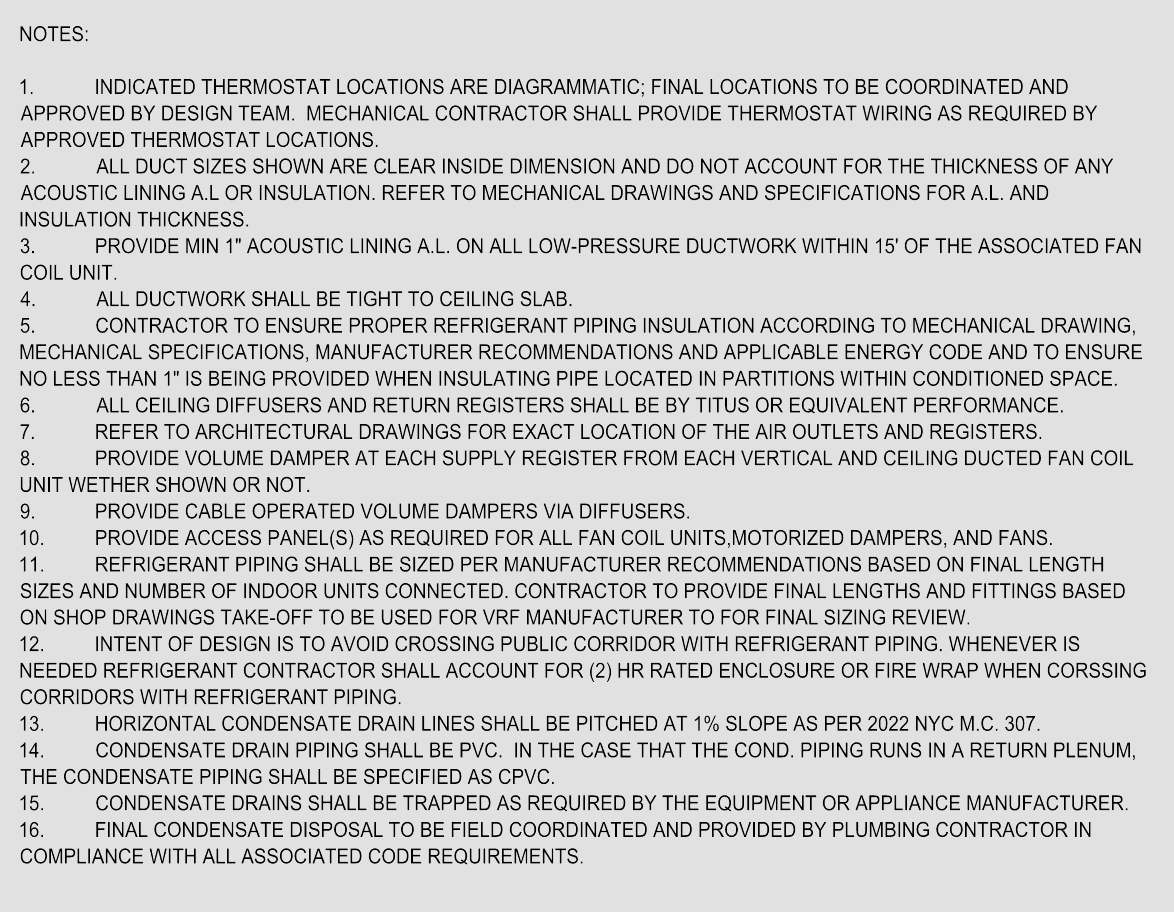 NOTES:
1. INDICATED THERMOSTAT LOCATIONS ARE DIAGRAMMATIC; FINAL LOCATIONS TO BE COORDINATED AND
APPROVED BY DESIGN TEAM.  MECHANICAL CONTRACTOR SHALL PROVIDE THERMOSTAT WIRING AS REQUIRED BY
APPROVED THERMOSTAT LOCATIONS.
2. ALL DUCT SIZES SHOWN ARE CLEAR INSIDE DIMENSION AND DO NOT ACCOUNT FOR THE THICKNESS OF ANY
ACOUSTIC LINING A.L OR INSULATION. REFER TO MECHANICAL DRAWINGS AND SPECIFICATIONS FOR A.L. AND
INSULATION THICKNESS.
3. PROVIDE MIN 1" ACOUSTIC LINING A.L. ON ALL LOW-PRESSURE DUCTWORK WITHIN 15' OF THE ASSOCIATED FAN
COIL UNIT.
4. ALL DUCTWORK SHALL BE TIGHT TO CEILING SLAB.
5. CONTRACTOR TO ENSURE PROPER REFRIGERANT PIPING INSULATION ACCORDING TO MECHANICAL DRAWING,
MECHANICAL SPECIFICATIONS, MANUFACTURER RECOMMENDATIONS AND APPLICABLE ENERGY CODE AND TO ENSURE
NO LESS THAN 1" IS BEING PROVIDED WHEN INSULATING PIPE LOCATED IN PARTITIONS WITHIN CONDITIONED SPACE.
6. ALL CEILING DIFFUSERS AND RETURN REGISTERS SHALL BE BY TITUS OR EQUIVALENT PERFORMANCE.
7. REFER TO ARCHITECTURAL DRAWINGS FOR EXACT LOCATION OF THE AIR OUTLETS AND REGISTERS.
8. PROVIDE VOLUME DAMPER AT EACH SUPPLY REGISTER FROM EACH VERTICAL AND CEILING DUCTED FAN COIL
UNIT WETHER SHOWN OR NOT.
9. PROVIDE CABLE OPERATED VOLUME DAMPERS VIA DIFFUSERS.
10. PROVIDE ACCESS PANEL(S) AS REQUIRED FOR ALL FAN COIL UNITS,MOTORIZED DAMPERS, AND FANS.
11. REFRIGERANT PIPING SHALL BE SIZED PER MANUFACTURER RECOMMENDATIONS BASED ON FINAL LENGTH
SIZES AND NUMBER OF INDOOR UNITS CONNECTED. CONTRACTOR TO PROVIDE FINAL LENGTHS AND FITTINGS BASED
ON SHOP DRAWINGS TAKE-OFF TO BE USED FOR VRF MANUFACTURER TO FOR FINAL SIZING REVIEW.
12. INTENT OF DESIGN IS TO AVOID CROSSING PUBLIC CORRIDOR WITH REFRIGERANT PIPING. WHENEVER IS
NEEDED REFRIGERANT CONTRACTOR SHALL ACCOUNT FOR (2) HR RATED ENCLOSURE OR FIRE WRAP WHEN CORSSING
CORRIDORS WITH REFRIGERANT PIPING.
13. HORIZONTAL CONDENSATE DRAIN LINES SHALL BE PITCHED AT 1% SLOPE AS PER 2022 NYC M.C. 307.
14. CONDENSATE DRAIN PIPING SHALL BE PVC.  IN THE CASE THAT THE COND. PIPING RUNS IN A RETURN PLENUM,
THE CONDENSATE PIPING SHALL BE SPECIFIED AS CPVC.
15. CONDENSATE DRAINS SHALL BE TRAPPED AS REQUIRED BY THE EQUIPMENT OR APPLIANCE MANUFACTURER.
16. FINAL CONDENSATE DISPOSAL TO BE FIELD COORDINATED AND PROVIDED BY PLUMBING CONTRACTOR IN
COMPLIANCE WITH ALL ASSOCIATED CODE REQUIREMENTS.